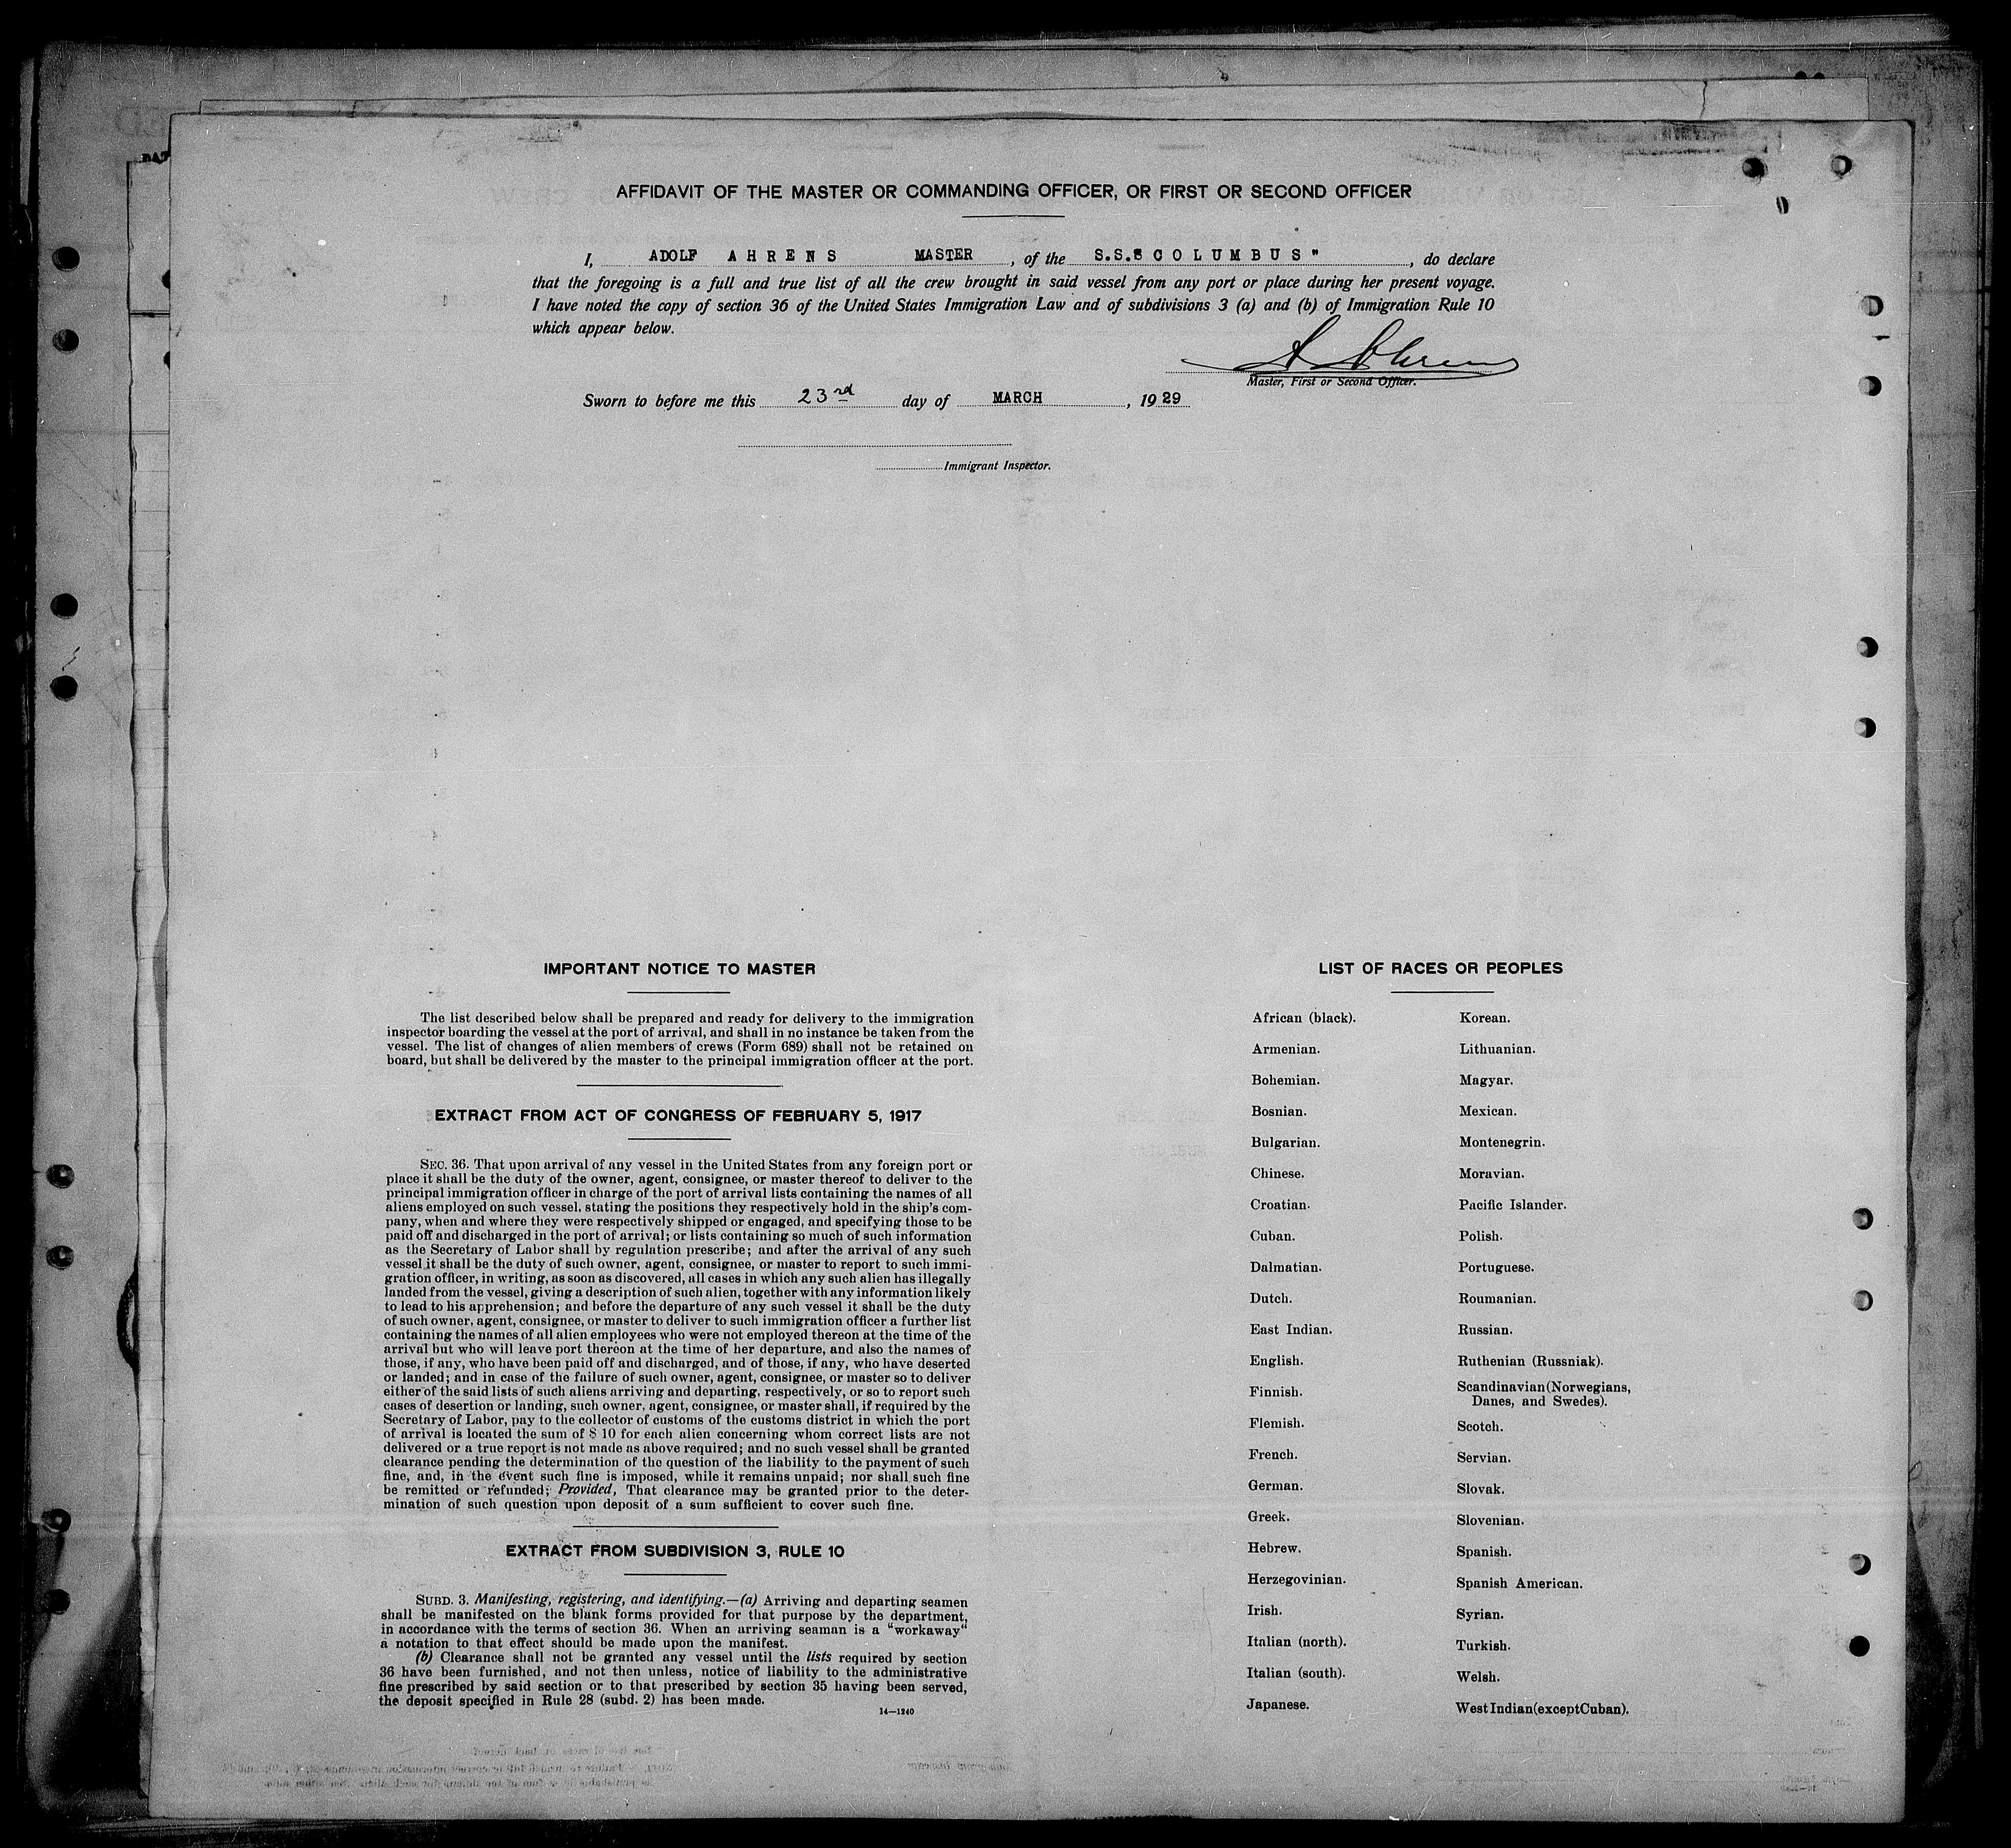 AFFIDAVIT OF THE MASTER OR COMMANDING OFFICER, OR FIRST OR SECOND OFFICER
I, ADOLF AHRENS MASTER, of the S.S."COLUMBUS", do declare
that the foregoing is a full and true list of all the crew brought in said vessel from any port or place during her present voyage.
I have noted the copy of section 36 of the United States Immigration Law and of subdivisions 3 (a) and (b) of Immigration Rule 10
which appear below.
A Ahrens
Master, First or Second Officer.
Sworn to before me this 23rd day of MARCH, 1929
Immigrant Inspector.
IMPORTANT NOTICE TO MASTER
The list described below shall be prepared and ready for delivery to the immigration
inspector boarding the vessel at the port of arrival, and shall in no instance be taken from the
vessel. The list of changes of alien members of crews (Form 689) shall not be retained on
board, but shall be delivered by the master to the principal immigration officer at the port.
EXTRACT FROM ACT OF CONGRESS OF FEBRUARY 5, 1917
SEC. 36. That upon arrival of any vessel in the United States from any foreign port or
place it shall be the duty of the owner, agent, consignee, or master thereof to deliver to the
principal immigration officer in charge of the port of arrival lists containing the names of all
aliens employed on such vessel, stating the positions they respectively hold in the ship's com-
pany, when and where they were respectively shipped or engaged, and specifying those to be
paid off and discharged in the port of arrival; or lists containing so much of such information
as the Secretary of Labor shall by regulation prescribe; and after the arrival of any such
vessel it shall be the duty of such owner, agent, consignee, or master to report to such immi-
gration officer, in writing, as soon as discovered, all cases in which any such alien has illegally
landed from the vessel, giving a description of such alien, together with any information likely
to lead to his apprehension; and before the departure of any such vessel it shall be the duty
of such owner, agent, consignee, or master to deliver to such immigration officer a further list
containing the names of all alien employees who were not employed thereon at the time of the
arrival but who will leave port thereon at the time of her departure, and also the names of
those, if any, who have been paid off and discharged, and of those, if any, who have deserted
or landed; and in case of the failure of such owner, agent, consignee, or master so to deliver
either of the said lists of such aliens arriving and departing, respectively, or so to report such
cases of desertion or landing, such owner, agent, consignee, or master shall, if required by the
Secretary of Labor, pay to the collector of customs of the customs district in which the port
of arrival is located the sum of $ 10 for each alien concerning whom correct lists are not
delivered or a true report is not made as above required; and no such vessel shall be granted
clearance pending the determination of the question of the liability to the payment of such
fine, and, in the event such fine is imposed, while it remains unpaid; nor shall such fine
be remitted or refunded; Provided, That clearance may be granted prior to the deter-
mination of such question upon deposit of a sum sufficient to cover such fine.
EXTRACT FROM SUBDIVISION 3, RULE 10
SUBD. 3. Manifesting, registering, and identifying.—(a) Arriving and departing seamen
shall be manifested on the blank forms provided for that purpose by the department,
in accordance with the terms of section 36. When an arriving seaman is a "workaway"
a notation to that effect should be made upon the manifest.
(b) Clearance shall not be granted any vessel until the lists required by section
36 have been furnished, and not then unless, notice of liability to the administrative
fine prescribed by said section or to that prescribed by section 35 having been served,
the deposit specified in Rule 28 (subd. 2) has been made.
14—1240
LIST OF RACES OR PEOPLES
African (black).
Armenian.
Bohemian.
Bosnian.
Bulgarian.
Chinese.
Croatian.
Cuban.
Dalmatian.
Dutch.
East Indian.
English.
Finnish.
Flemish.
French.
German.
Greek.
Hebrew.
Herzegovinian.
Irish.
Italian (north).
Italian (south).
Japanese.
Korean.
Lithuanian.
Magyar.
Mexican.
Montenegrin.
Moravian.
Pacific Islander.
Polish.
Portuguese.
Roumanian.
Russian.
Ruthenian (Russniak).
Scandinavian (Norwegians,
Danes, and Swedes).
Scotch.
Servian.
Slovak.
Slovenian.
Spanish.
Spanish American.
Syrian.
Turkish.
Welsh.
West Indian (except Cuban).